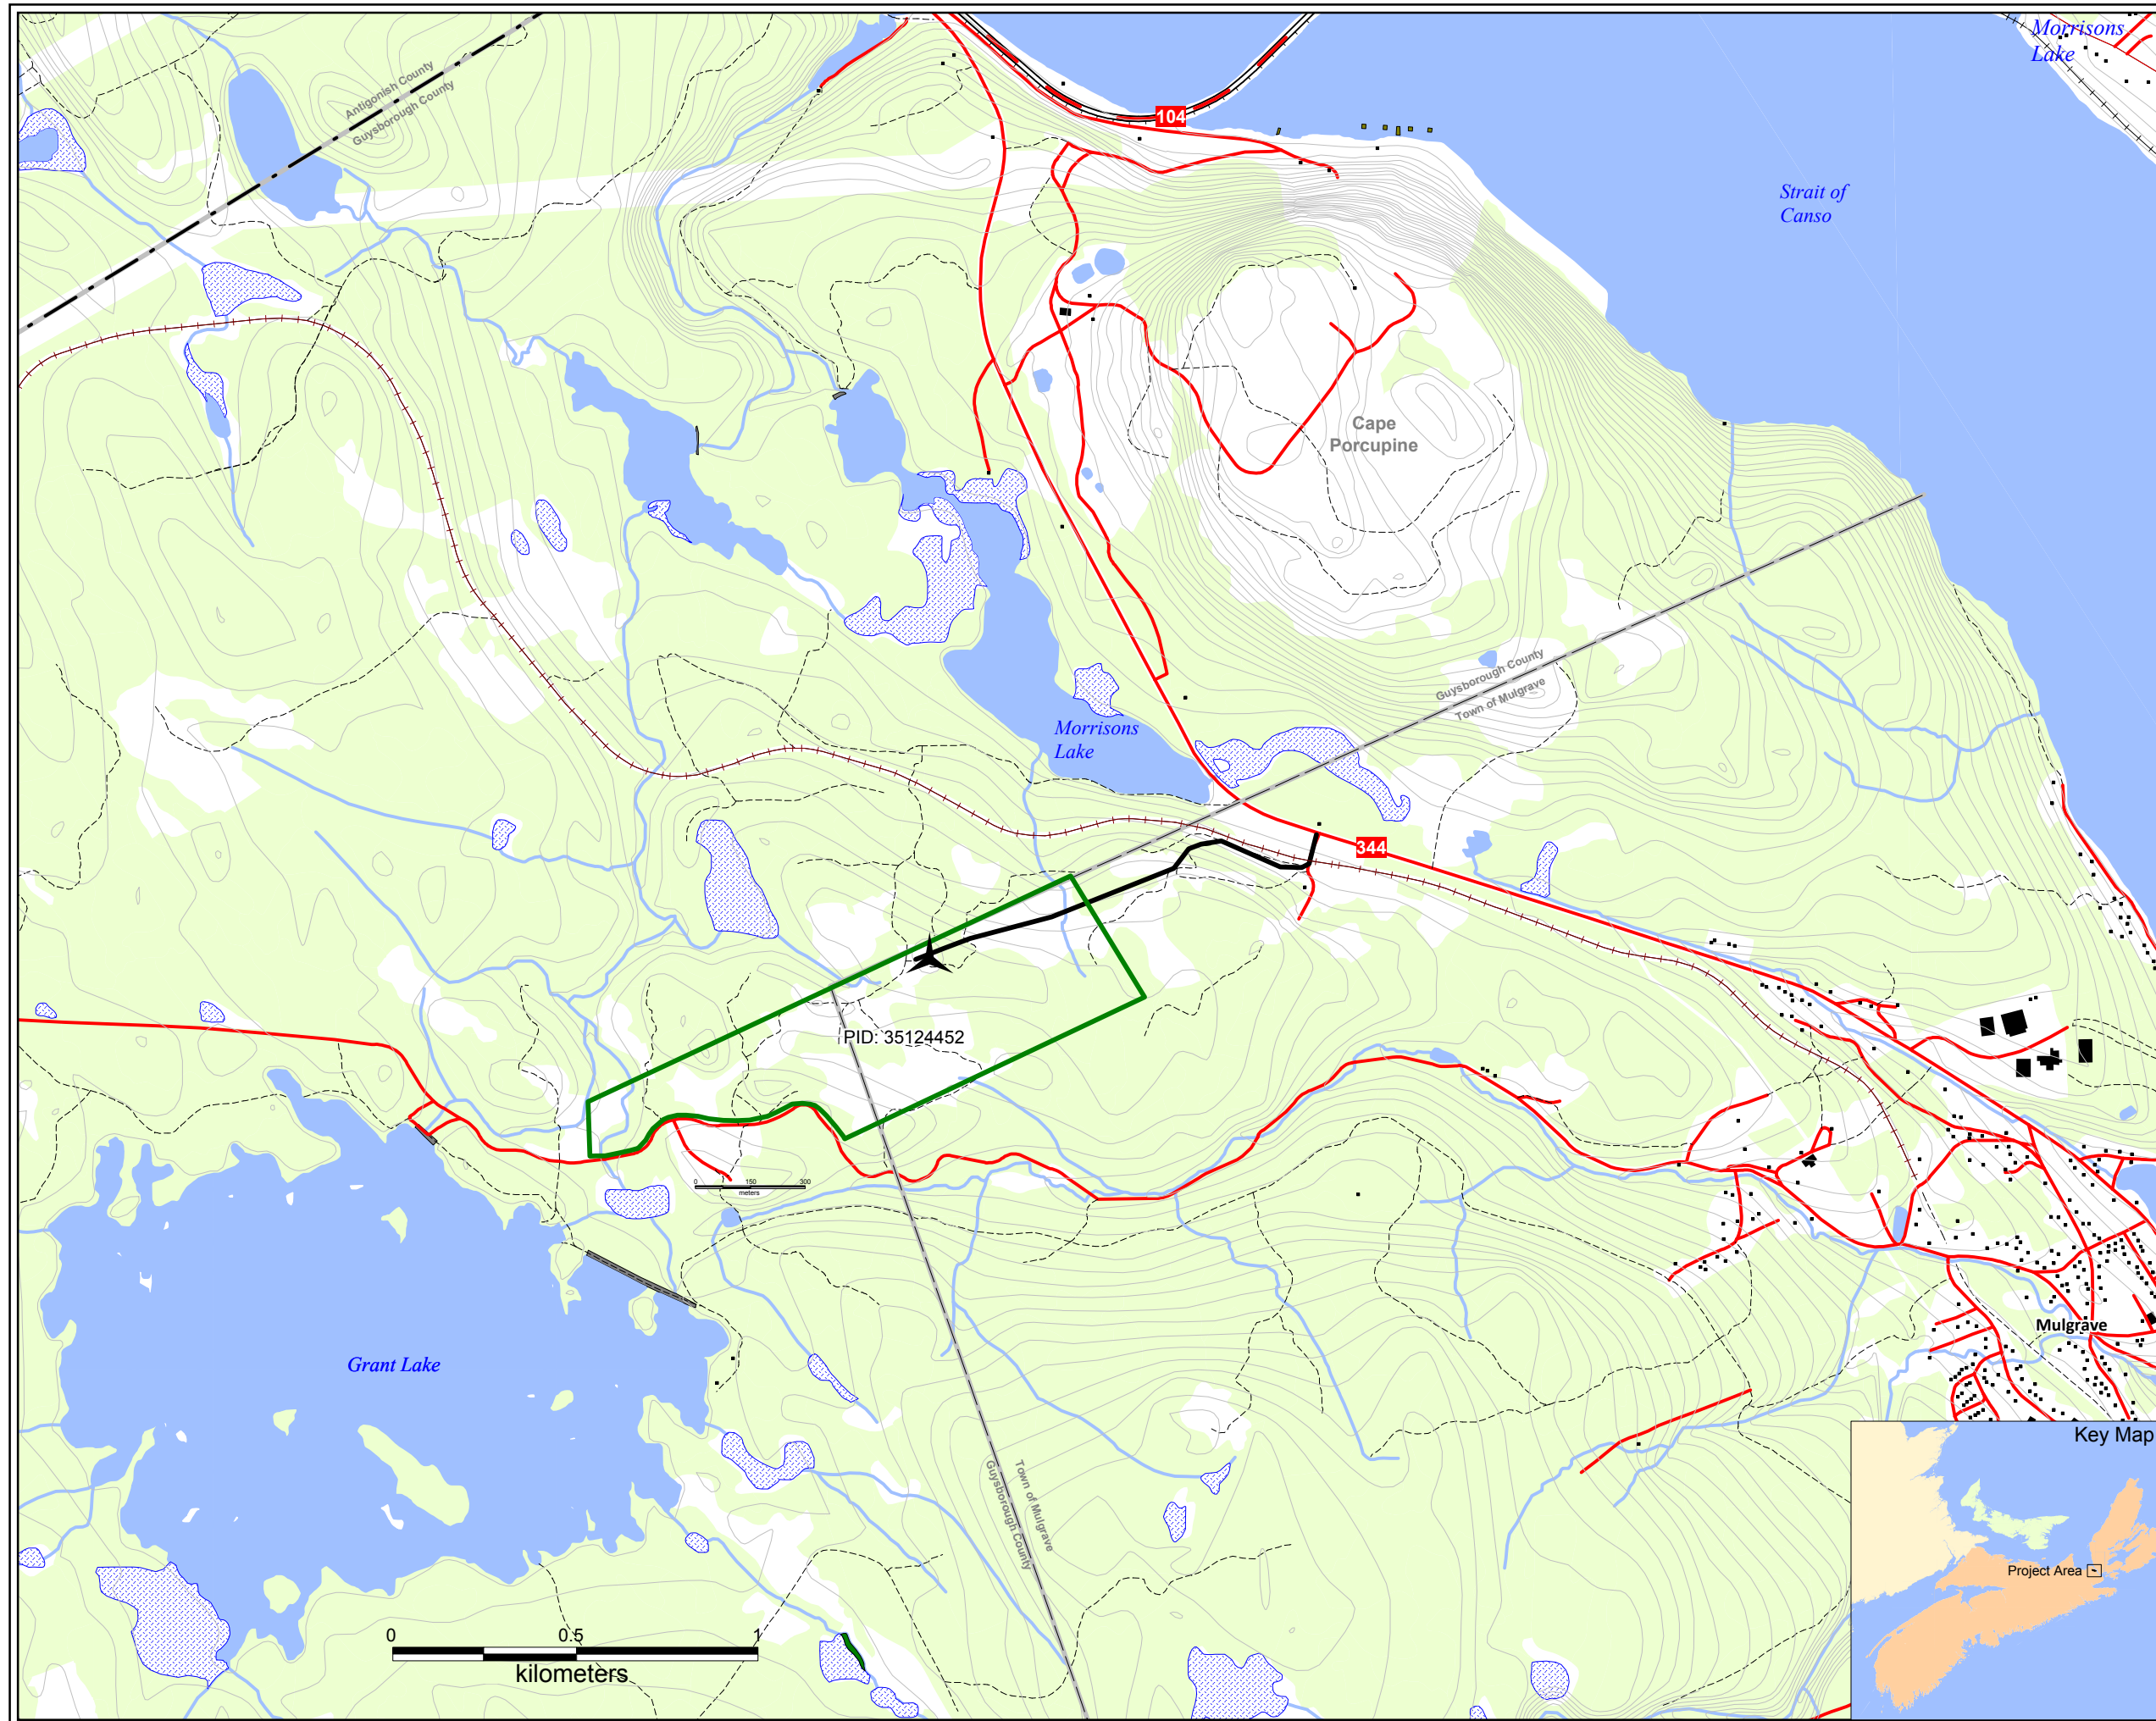 Morrisons
Lake
Antigonish County
Guysborough County
104
Strait of
Canso
Cape
Porcupine
Guysborough County
Town of Mulgrave
Morrisons
Lake
344
PID: 35124452
0 150 300
meters
Mulgrave
Grant Lake
Key Map
Town of Mulgrave
Guysborough County
Project Area
0 0.5 1
kilometers